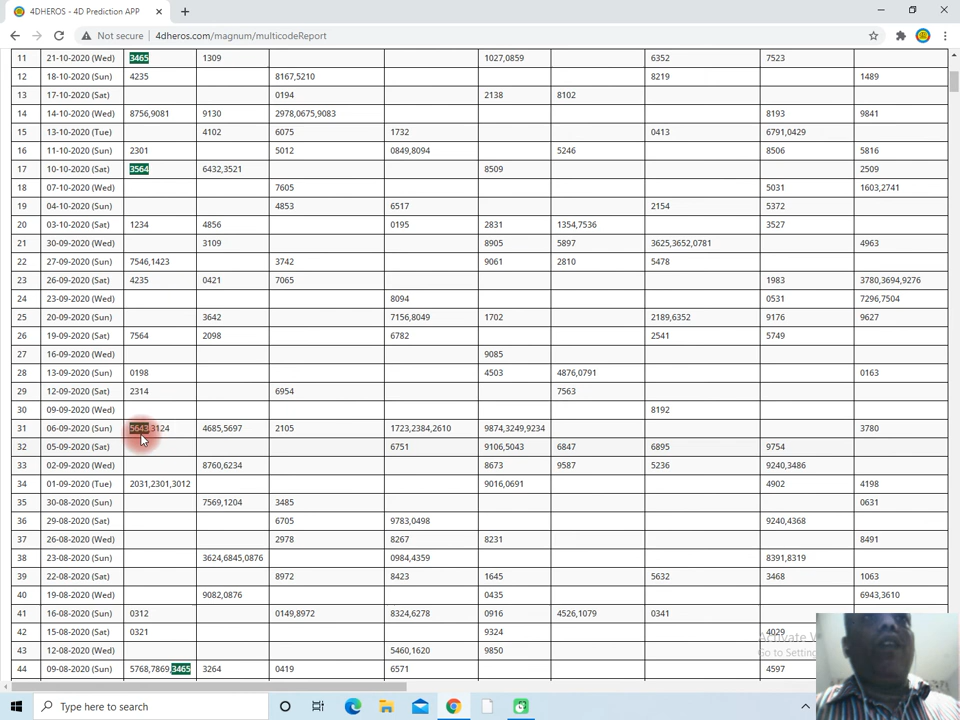 4DHEROS - 4D Prediction APP
Not secure 4dheros.com/magnum/multicodeReport
11 21-10-2020 (Wed) 3465 1309 1027,0859 6352 7523
12 18-10-2020 (Sun) 4235 8167,5210 8219 1489
13 17-10-2020 (Sat) 0194 2138 8102
14 14-10-2020 (Wed) 8756,9081 9130 2978,0675,9083 8193 9841
15 13-10-2020 (Tue) 4102 6075 1732 0413 6791,0429
16 11-10-2020 (Sun) 2301 5012 0849,8094 5246 8506 5816
17 10-10-2020 (Sat) 3564 6432,3521 8509 2509
18 07-10-2020 (Wed) 7605 5031 1603,2741
19 04-10-2020 (Sun) 4853 6517 2154 5372
20 03-10-2020 (Sat) 1234 4856 0195 2831 1354,7536 3527
21 30-09-2020 (Wed) 3109 8905 5897 3625,3652,0781 4963
22 27-09-2020 (Sun) 7546,1423 3742 9061 2810 5478
23 26-09-2020 (Sat) 4235 0421 7065 1983 3780,3694,9276
24 23-09-2020 (Wed) 8094 0531 7296,7504
25 20-09-2020 (Sun) 3642 7156,8049 1702 2189,6352 9176 9627
26 19-09-2020 (Sat) 7564 2098 6782 2541 5749
27 16-09-2020 (Wed) 9085
28 13-09-2020 (Sun) 0198 4503 4876,0791 0163
29 12-09-2020 (Sat) 2314 6954 7563
30 09-09-2020 (Wed) 8192
31 06-09-2020 (Sun) 5643,3124 4685,5697 2105 1723,2384,2610 9874,3249,9234 3780
32 05-09-2020 (Sat) 6751 9106,5043 6847 6895 9754
33 02-09-2020 (Wed) 8760,6234 8673 9587 5236 9240,3486
34 01-09-2020 (Tue) 2031,2301,3012 9016,0691 4902 4198
35 30-08-2020 (Sun) 7569,1204 3485 0631
36 29-08-2020 (Sat) 6705 9783,0498 9240,4368
37 26-08-2020 (Wed) 2978 8267 8231 8491
38 23-08-2020 (Sun) 3624,6845,0876 0984,4359 8391,8319
39 22-08-2020 (Sat) 8972 8423 1645 5632 3468 1063
40 19-08-2020 (Wed) 9082,0876 0435 6943,3610
41 16-08-2020 (Sun) 0312 0149,8972 8324,6278 0916 4526,1079 0341
42 15-08-2020 (Sat) 0321 9324 4029
43 12-08-2020 (Wed) 5460,1620 9850
44 09-08-2020 (Sun) 5768,7869,3465 3264 0419 6571 4597
Activate
Go to Setting
Type here to search